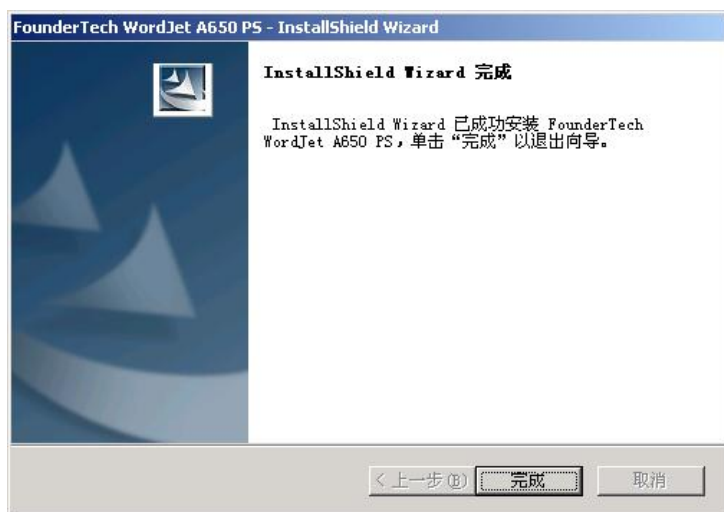 FounderTech WordJet A650 PS - InstallShield Wizard
InstallShield Wizard 完成
InstallShield Wizard 已成功安装 FounderTech
WordJet A650 PS，单击“完成”以退出向导。
< 上一步(B) 完成 取消